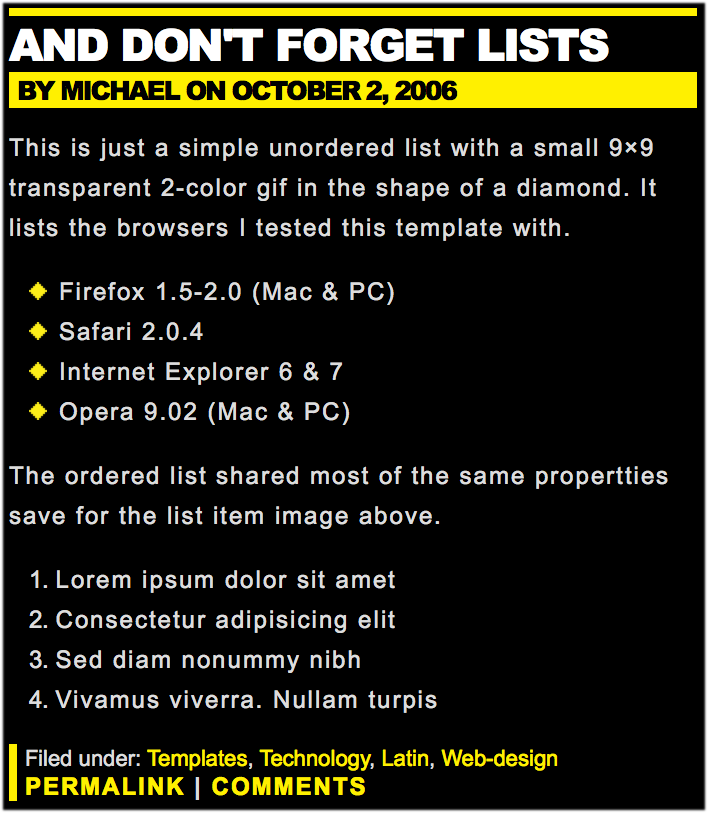 AND DON'T FORGET LISTS
BY MICHAEL ON OCTOBER 2, 2006
This is just a simple unordered list with a small 9×9
transparent 2-color gif in the shape of a diamond. It
lists the browsers I tested this template with.
Firefox 1.5-2.0 (Mac & PC)
Safari 2.0.4
Internet Explorer 6 & 7
Opera 9.02 (Mac & PC)
The ordered list shared most of the same propertties
save for the list item image above.
1. Lorem ipsum dolor sit amet
2. Consectetur adipisicing elit
3. Sed diam nonummy nibh
4. Vivamus viverra. Nullam turpis
Filed under: Templates, Technology, Latin, Web-design
PERMALINK | COMMENTS